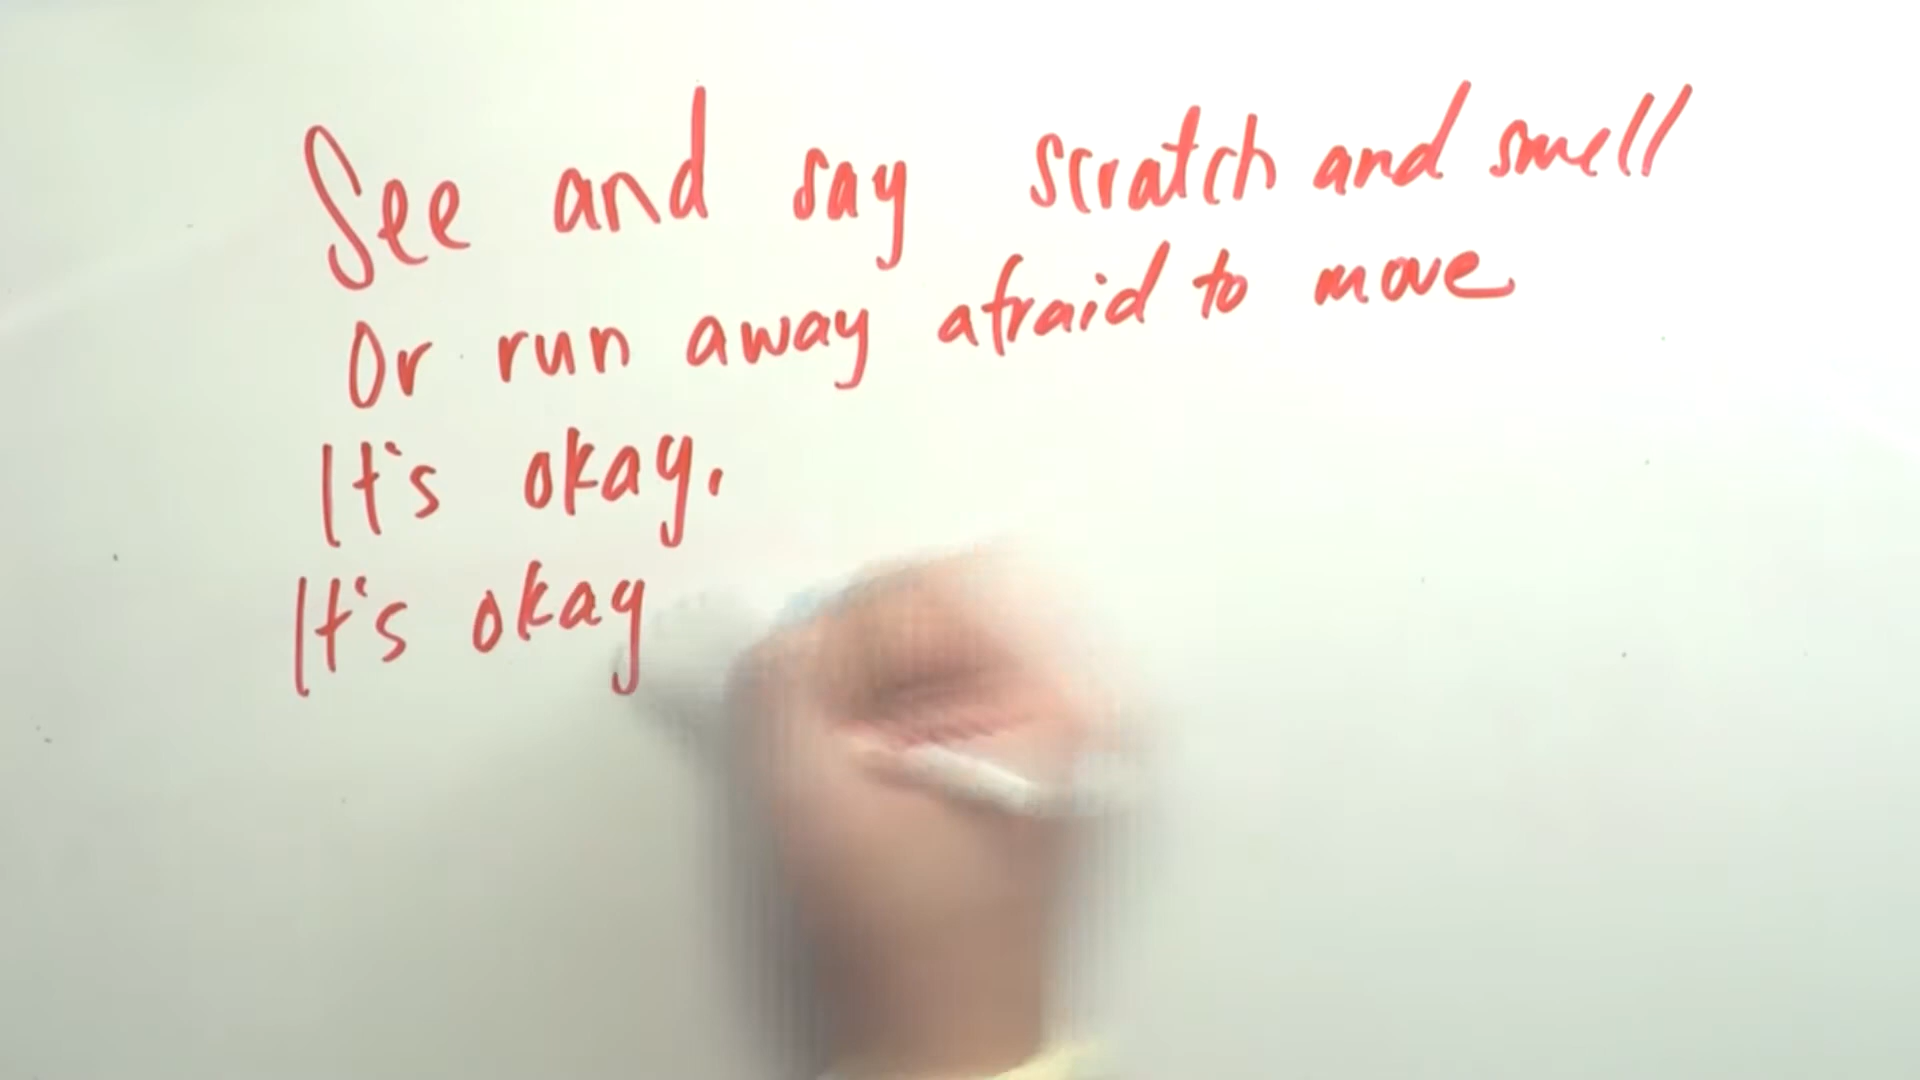 See and say scratch and smell
Or run away afraid to move
It's okay.
It's okay